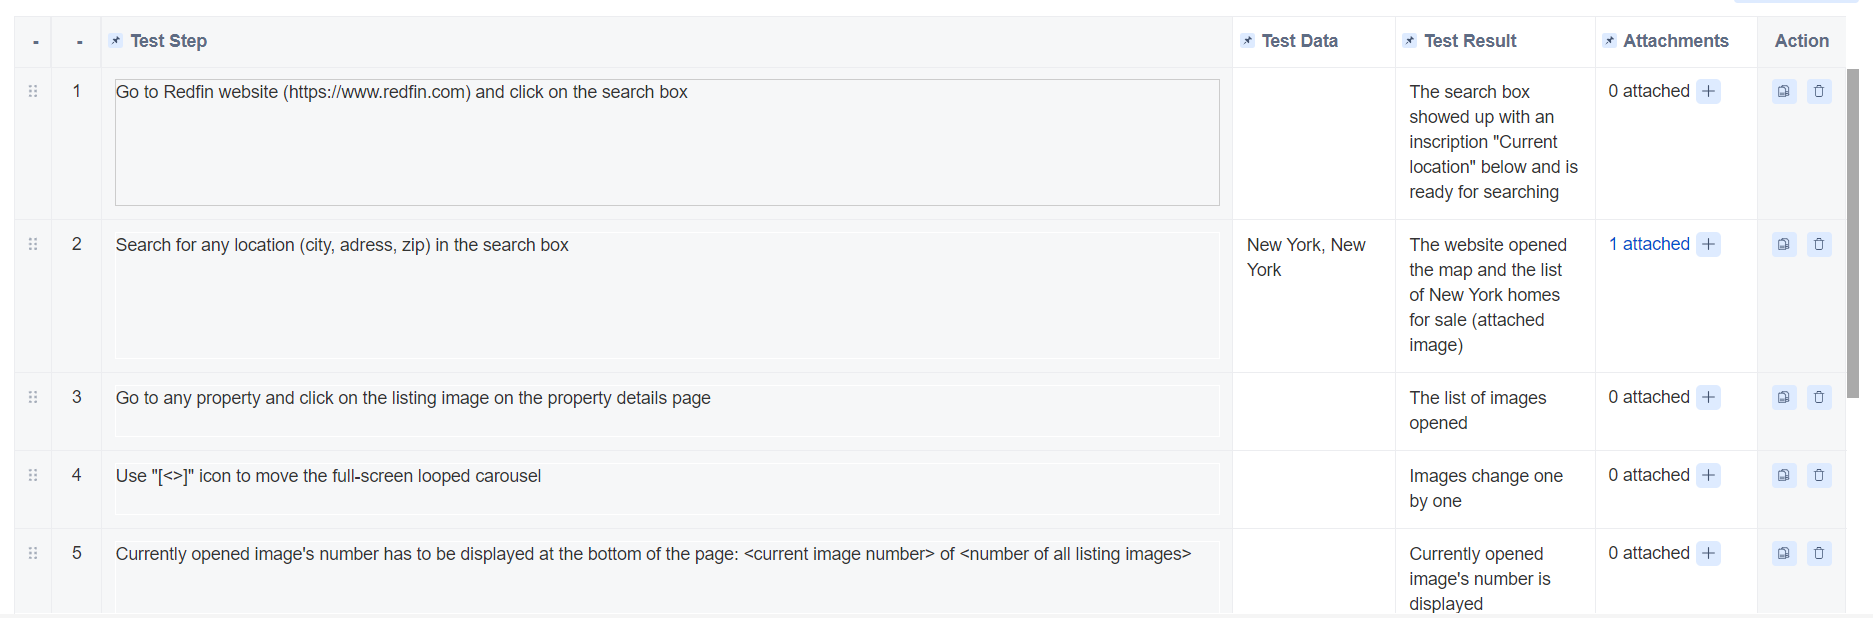 - - Test Step Test Data Test Result Attachments Action
1 Go to Redfin website (https://www.redfin.com) and click on the search box
The search box
showed up with an
inscription "Current
location" below and is
ready for searching
0 attached
2 Search for any location (city, adress, zip) in the search box
New York, New
York
The website opened
the map and the list
of New York homes
for sale (attached
image)
1 attached
3 Go to any property and click on the listing image on the property details page
The list of images
opened
0 attached
4 Use "[<>]" icon to move the full-screen looped carousel
Images change one
by one
0 attached
5 Currently opened image's number has to be displayed at the bottom of the page: <current image number> of <number of all listing images>
Currently opened
image's number is
displayed
0 attached